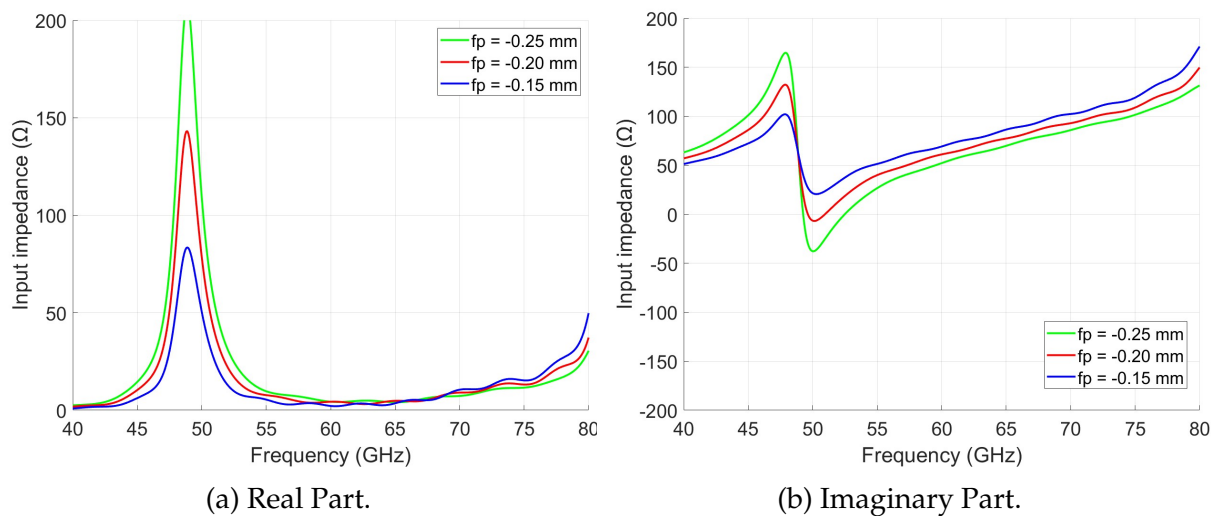 200
150
100
50
0
Input impedance (Ω)
40 45 50 55 60 65 70 75 80
Frequency (GHz)
fp = -0.25 mm
fp = -0.20 mm
fp = -0.15 mm
(a) Real Part.
200
150
100
50
0
-50
-100
-150
-200
Input impedance (Ω)
40 45 50 55 60 65 70 75 80
Frequency (GHz)
fp = -0.25 mm
fp = -0.20 mm
fp = -0.15 mm
(b) Imaginary Part.